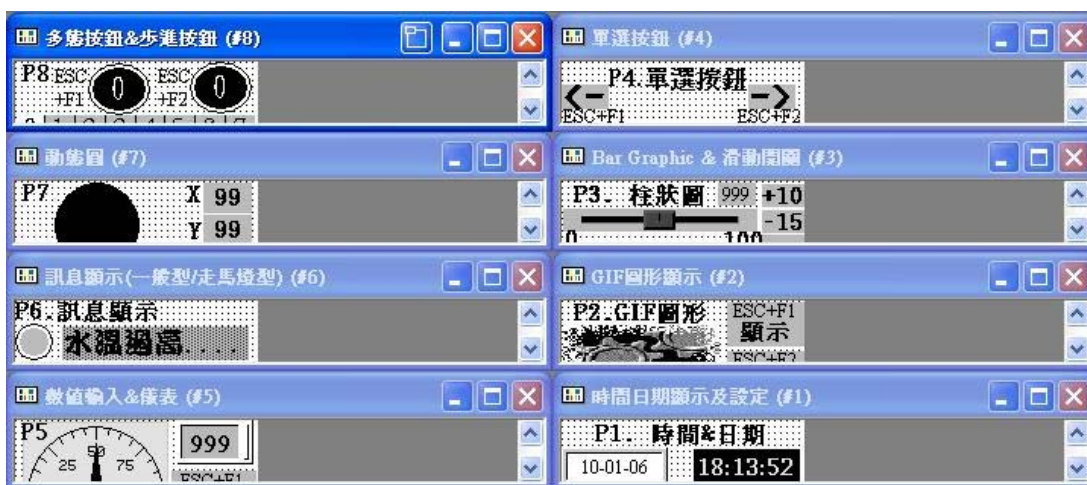 多態按鈕&步進按鈕 (#8)
P8 ESC+F1 0 ESC+F2 0
單選按鈕 (#4)
P4.單選按鈕
<- ->
ESC+F1 ESC+F2
動態圖 (#7)
P7 X 99
Y 99
Bar Graphic & 滑動開關 (#3)
P3. 柱狀圖 999 +10
-15
0 100
訊息顯示(一般型/走馬燈型) (#6)
P6.訊息顯示
水溫過高....
GIF圖形顯示 (#2)
P2.GIF圖形 ESC+F1
顯示
ESC+F2
數值輸入&儀表 (#5)
P5 50 999
25 75
ESC+F1
時間日期顯示及設定 (#1)
P1. 時間&日期
10-01-06 18:13:52